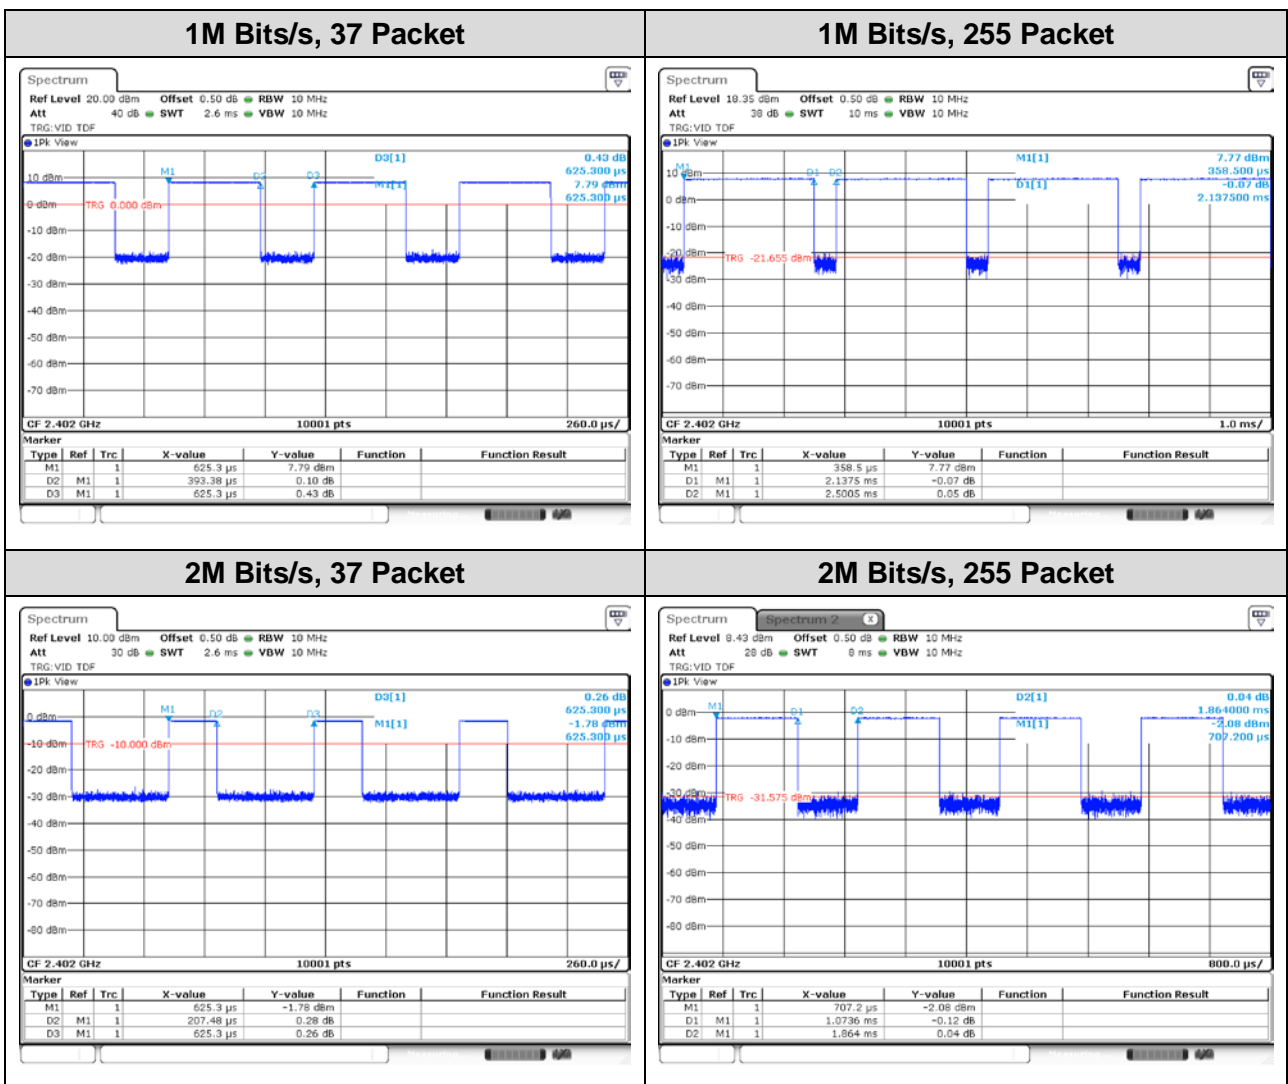 1M Bits/s, 37 Packet
1M Bits/s, 255 Packet
Spectrum
Ref Level 20.00 dBm Offset 0.50 dB RBW 10 MHz
Att 40 dB SWT 2.6 ms VBW 10 MHz
TRG:VID TDF
1Pk View
D3[1] 0.43 dB
625.300 µs
M1[1] 7.79 dBm
625.300 µs
M1
D2
D3
10 dBm
0 dBm
TRG 0.000 dBm
-10 dBm
-20 dBm
-30 dBm
-40 dBm
-50 dBm
-60 dBm
-70 dBm
CF 2.402 GHz 10001 pts 260.0 µs/
Marker
Type Ref Trc X-value Y-value Function Function Result
M1 1 625.3 µs 7.79 dBm
D2 M1 1 393.38 µs 0.10 dB
D3 M1 1 625.3 µs 0.43 dB
Spectrum
Ref Level 18.35 dBm Offset 0.50 dB RBW 10 MHz
Att 38 dB SWT 10 ms VBW 10 MHz
TRG:VID TDF
1Pk View
M1[1] 7.77 dBm
358.500 µs
D1[1] -0.07 dB
2.137500 ms
M1
D1 D2
10 dBm
0 dBm
-10 dBm
-20 dBm
TRG -21.655 dBm
-30 dBm
-40 dBm
-50 dBm
-60 dBm
-70 dBm
CF 2.402 GHz 10001 pts 1.0 ms/
Marker
Type Ref Trc X-value Y-value Function Function Result
M1 1 358.5 µs 7.77 dBm
D1 M1 1 2.1375 ms -0.07 dB
D2 M1 1 2.5005 ms 0.05 dB
2M Bits/s, 37 Packet
2M Bits/s, 255 Packet
Spectrum
Ref Level 10.00 dBm Offset 0.50 dB RBW 10 MHz
Att 30 dB SWT 2.6 ms VBW 10 MHz
TRG:VID TDF
1Pk View
D3[1] 0.26 dB
625.300 µs
M1[1] -1.78 dBm
625.300 µs
M1
D2
D3
0 dBm
-10 dBm
TRG -10.000 dBm
-20 dBm
-30 dBm
-40 dBm
-50 dBm
-60 dBm
-70 dBm
-80 dBm
CF 2.402 GHz 10001 pts 260.0 µs/
Marker
Type Ref Trc X-value Y-value Function Function Result
M1 1 625.3 µs -1.78 dBm
D2 M1 1 207.48 µs 0.28 dB
D3 M1 1 625.3 µs 0.26 dB
Spectrum Spectrum 2 X
Ref Level 8.43 dBm Offset 0.50 dB RBW 10 MHz
Att 28 dB SWT 8 ms VBW 10 MHz
TRG:VID TDF
1Pk View
D2[1] 0.04 dB
1.864000 ms
M1[1] -2.08 dBm
707.200 µs
M1
D1
D2
0 dBm
-10 dBm
-20 dBm
-30 dBm
TRG -31.575 dBm
-40 dBm
-50 dBm
-60 dBm
-70 dBm
-80 dBm
CF 2.402 GHz 10001 pts 800.0 µs/
Marker
Type Ref Trc X-value Y-value Function Function Result
M1 1 707.2 µs -2.08 dBm
D1 M1 1 1.0736 ms -0.12 dB
D2 M1 1 1.864 ms 0.04 dB